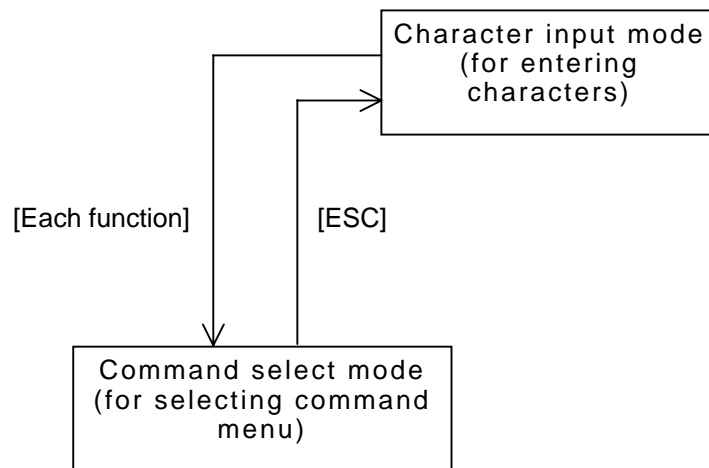 Character input mode
(for entering
characters)
[Each function]
[ESC]
Command select mode
(for selecting command
menu)